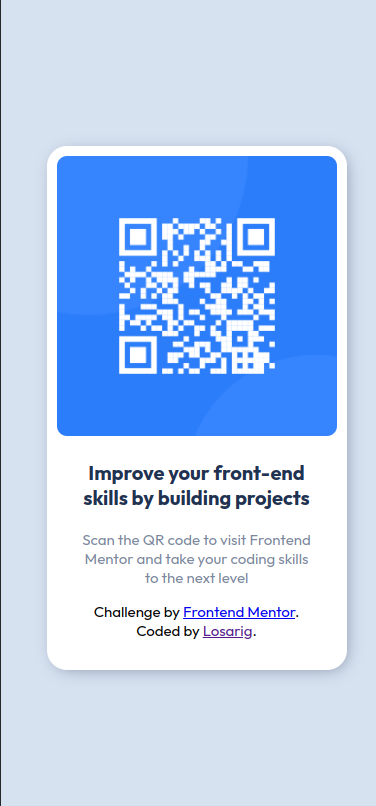 Improve your front-end
skills by building projects
Scan the QR code to visit Frontend
Mentor and take your coding skills
to the next level
Challenge by Frontend Mentor.
Coded by Losarig.